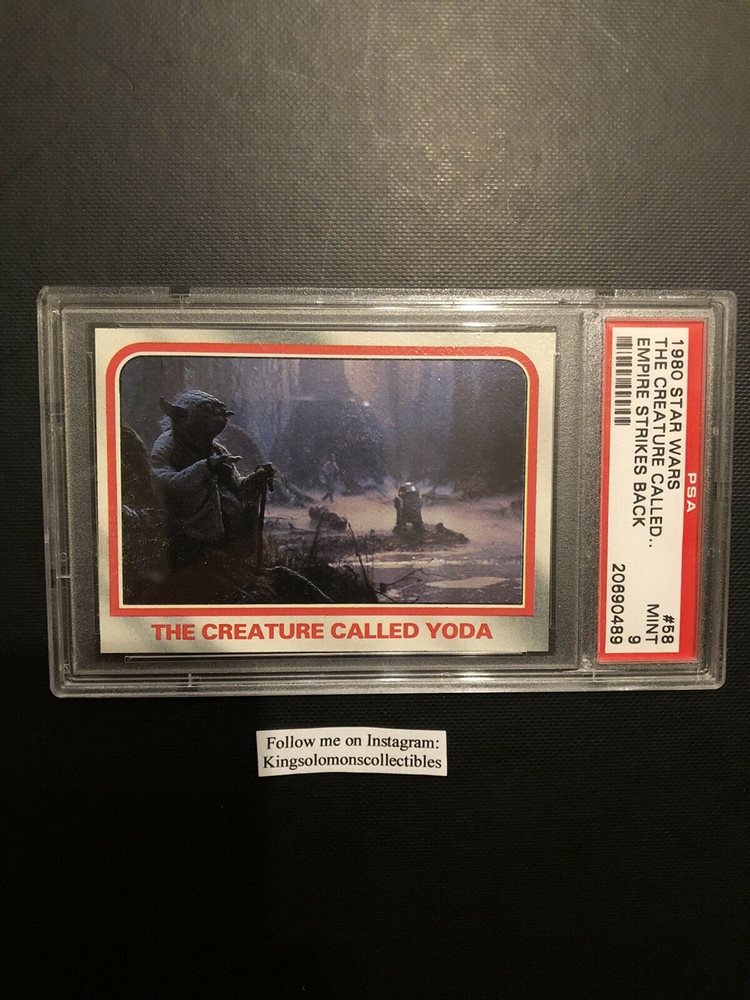 THE CREATURE CALLED YODA
PSA
1980 STAR WARS #58
THE CREATURE CALLED.. MINT
EMPIRE STRIKES BACK 9
20690489
Follow me on Instagram:
Kingsolomonscollectibles